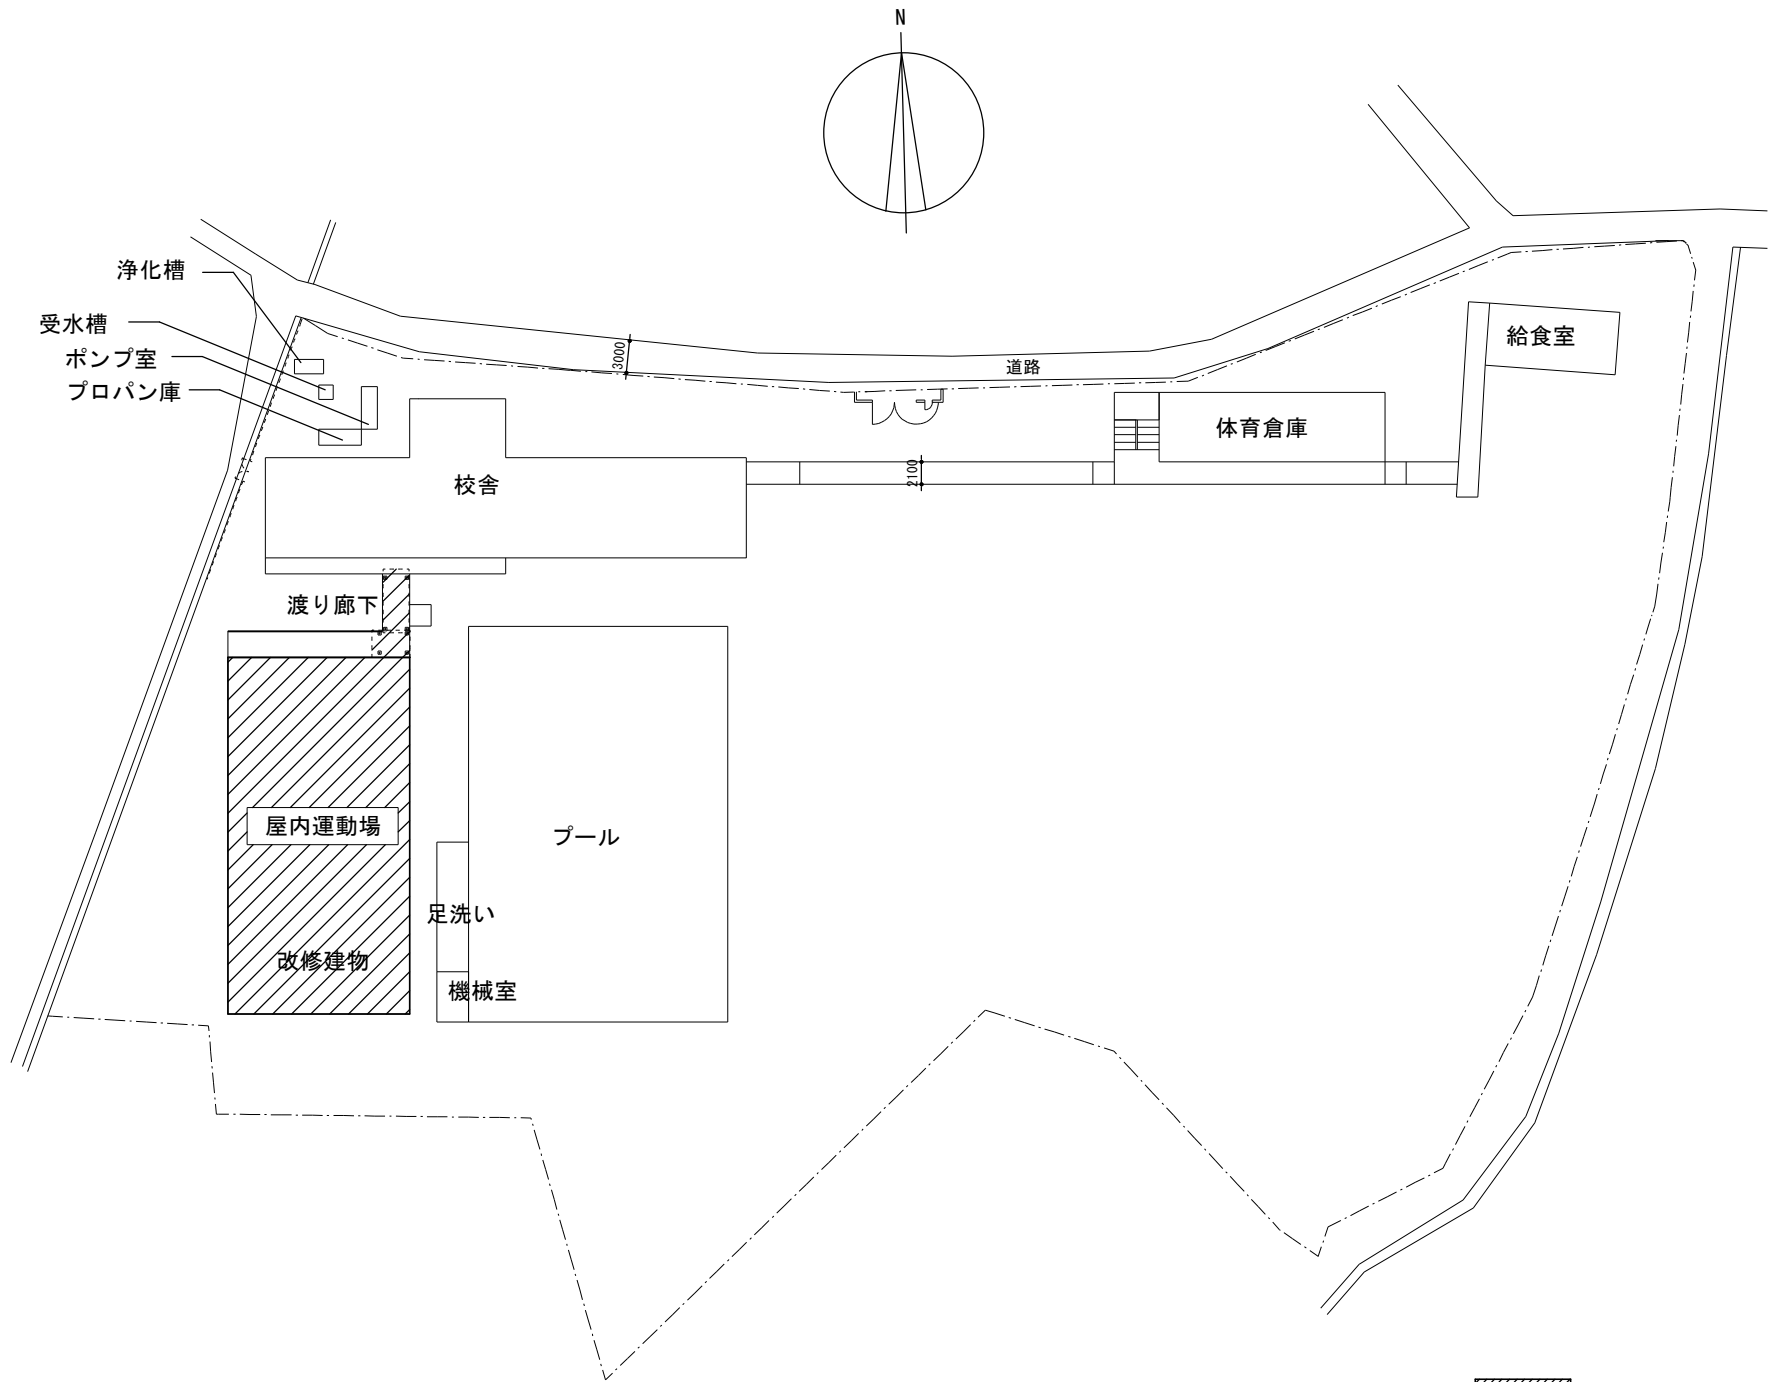 N
浄化槽
受水槽
ポンプ室
プロパン庫
3000
道路
給食室
体育倉庫
2100
校舎
渡り廊下
屋内運動場
プール
足洗い
改修建物
機械室